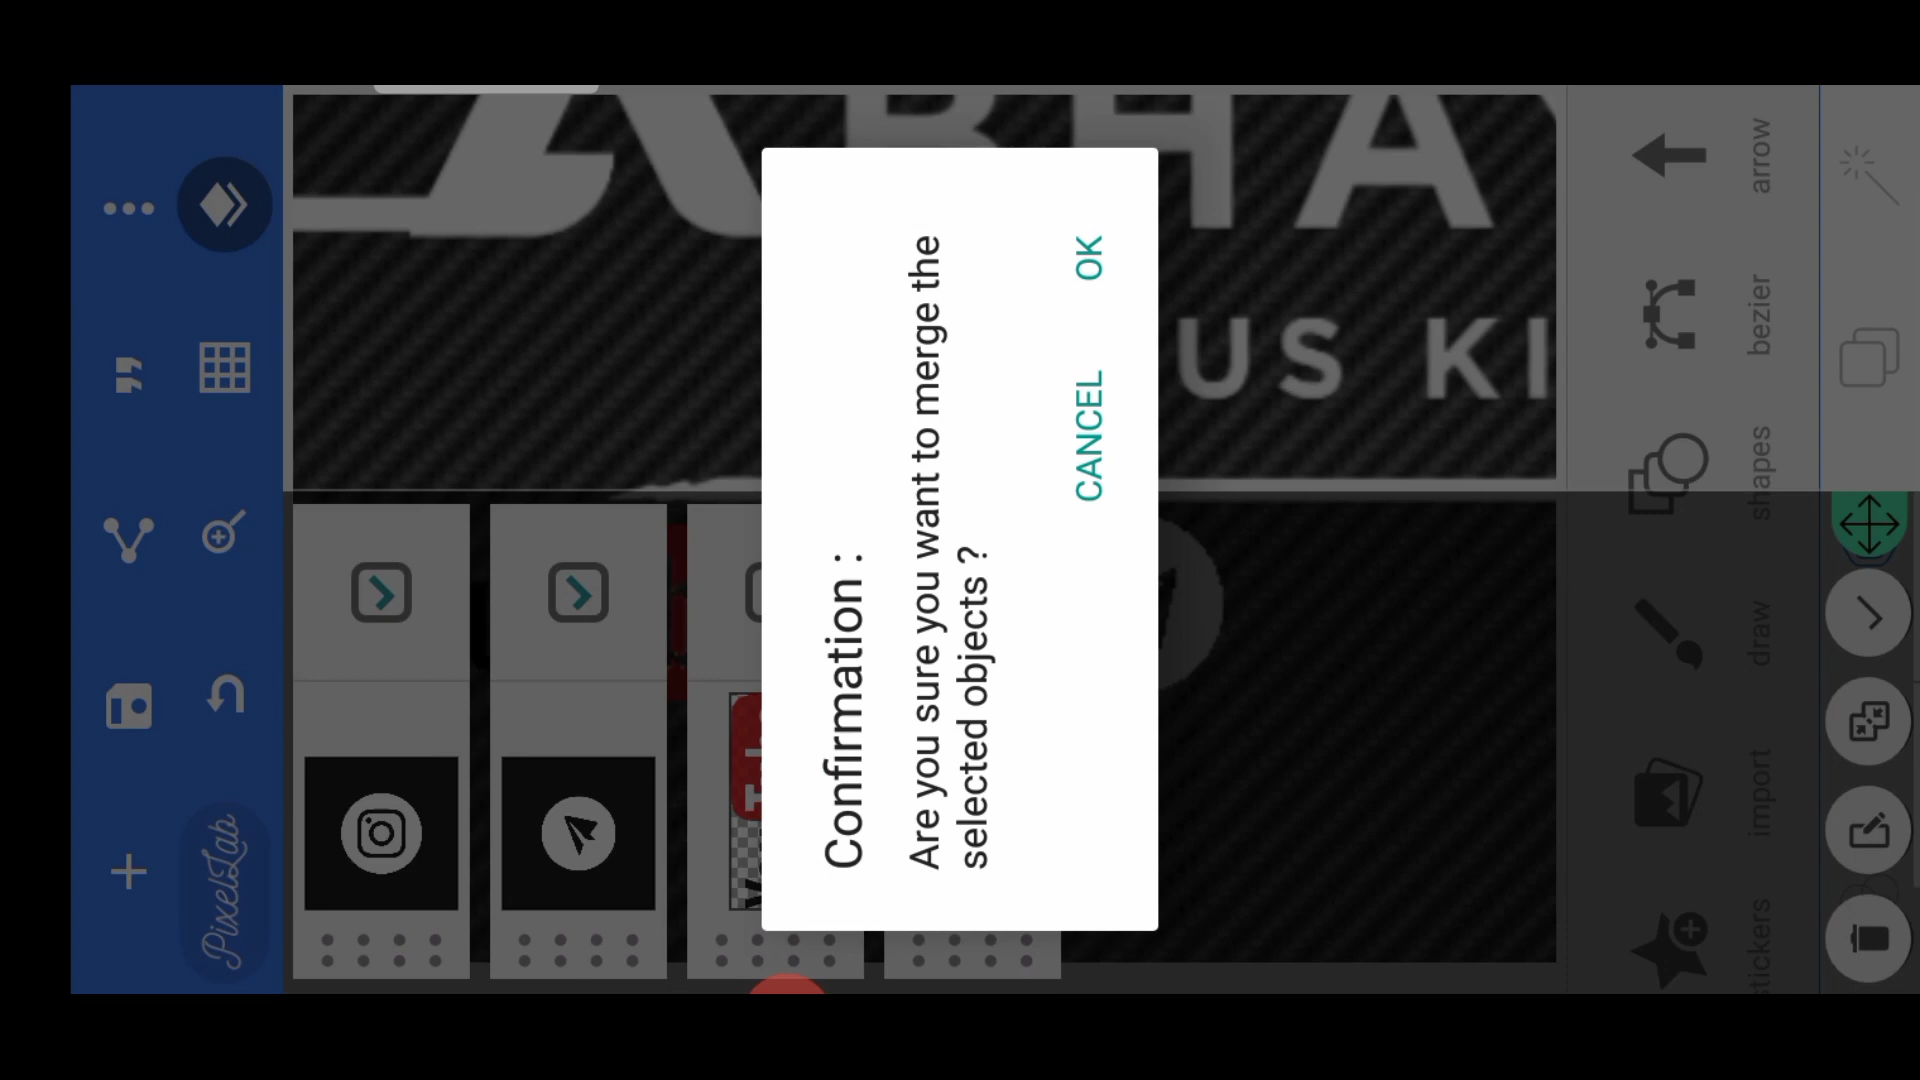 PixelLab
Confirmation :
Are you sure you want to merge the
selected objects ?
CANCEL
OK
US KI
arrow
bezier
shapes
draw
import
stickers